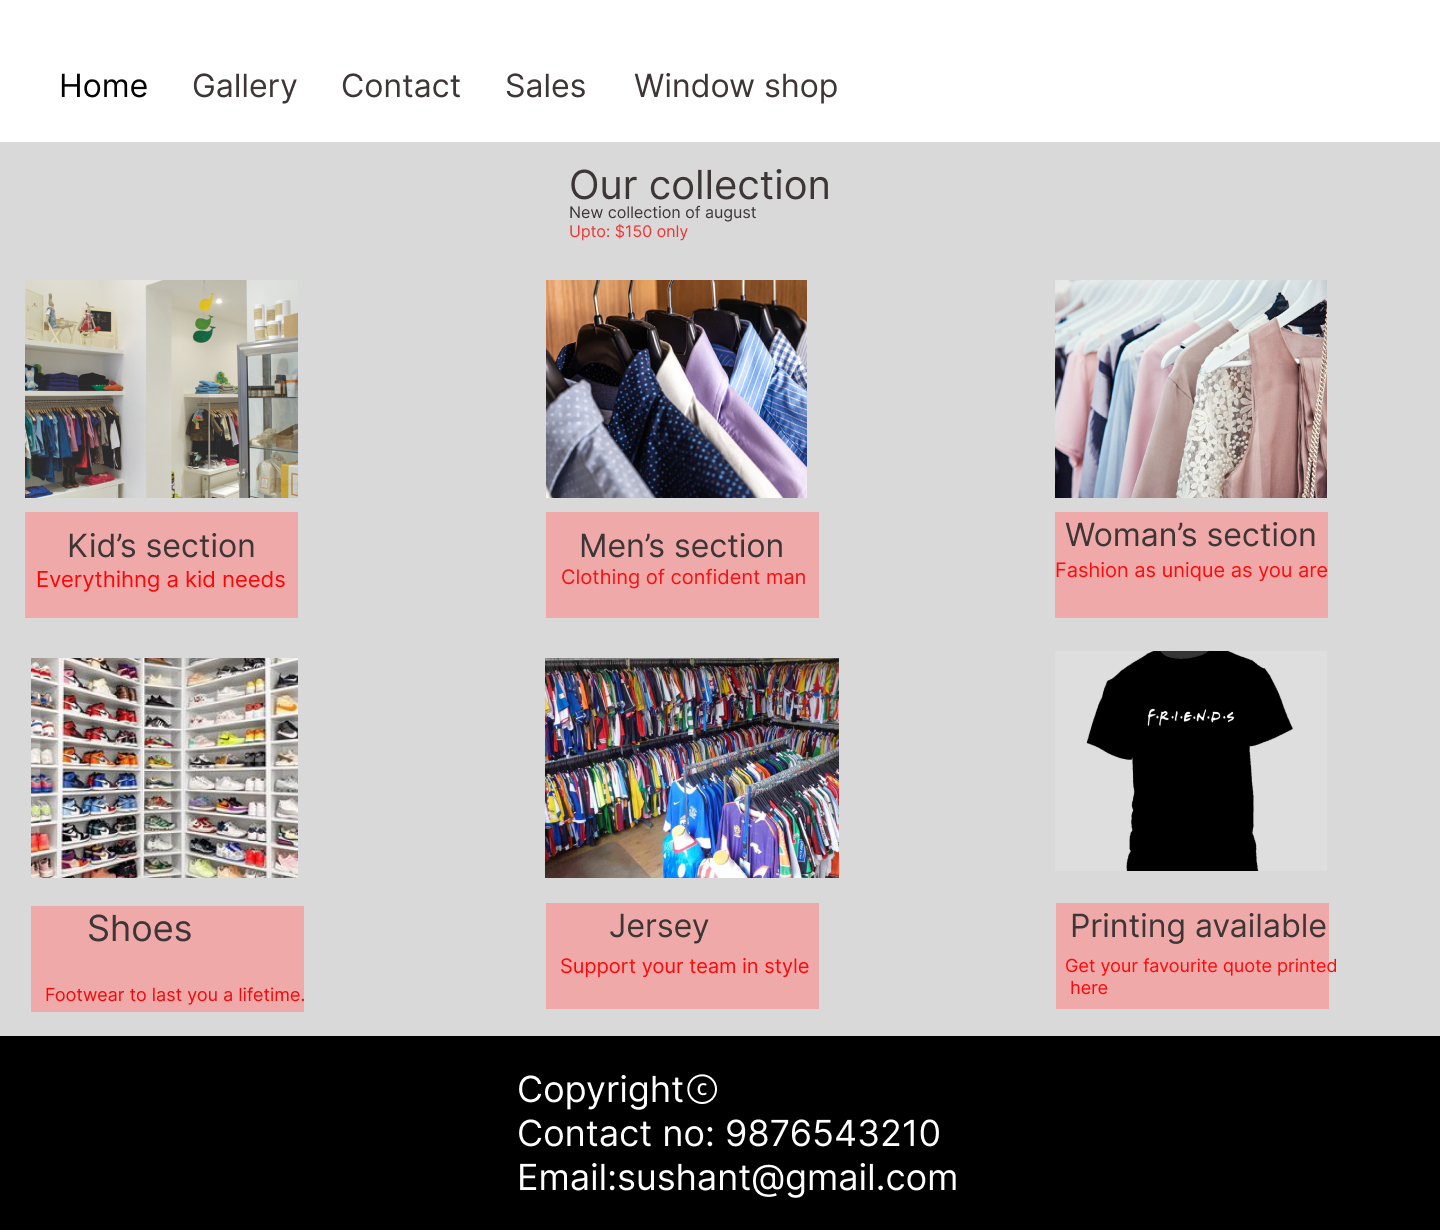 Home Gallery Contact Sales Window shop
Our collection
New collection of august
Upto: $150 only
Kid’s section
Everythihng a kid needs
Men’s section
Clothing of confident man
Woman’s section
Fashion as unique as you are
F·R·I·E·N·D·S
Shoes
Footwear to last you a lifetime.
Jersey
Support your team in style
Printing available
Get your favourite quote printed
here
Copyright©
Contact no: 9876543210
Email:sushant@gmail.com